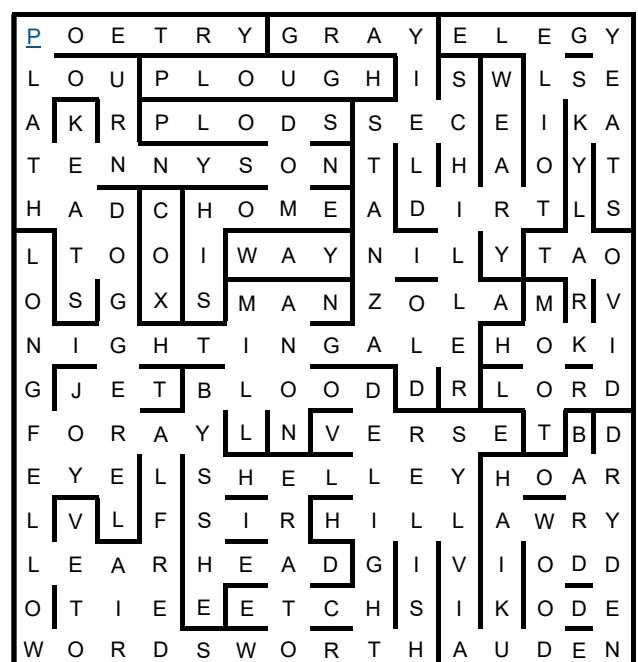 P O E T R Y G R A Y E L E G Y
L O U P L O U G H I S W L S E
A K R P L O D S S E C E I K A
T E N N Y S O N T L H A O Y T
H A D C H O M E A D I R T L S
L T O O I W A Y N I L Y T A O
O S G X S M A N Z O L A M R V
N I G H T I N G A L E H O K I
G J E T B L O O D D R L O R D
F O R A Y L N V E R S E T B D
E Y E L S H E L L E Y H O A R
L V L F S I R H I L L A W R Y
L E A R H E A D G I V I O D D
O T I E E E T C H S I K O D E
W O R D S W O R T H A U D E N